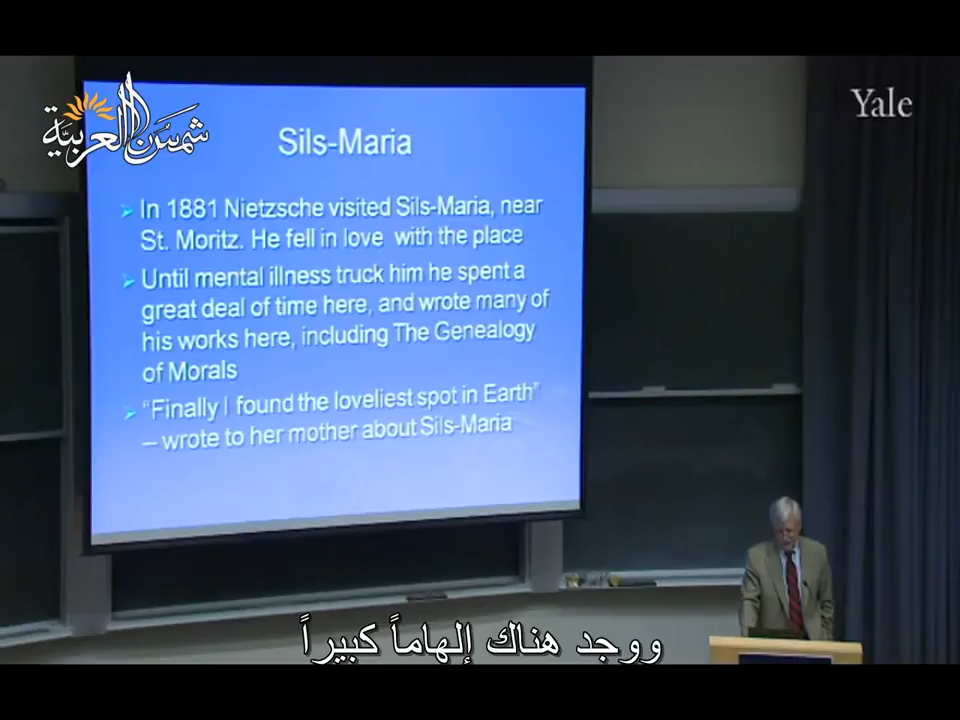 شمس العربية
Yale
Sils-Maria
➢ In 1881 Nietzsche visited Sils-Maria, near
St. Moritz. He fell in love with the place
➢ Until mental illness truck him he spent a
great deal of time here, and wrote many of
his works here, including The Genealogy
of Morals
➢ “Finally I found the loveliest spot in Earth”
– wrote to her mother about Sils-Maria
ووجد هناك إلهاماً كبيراً